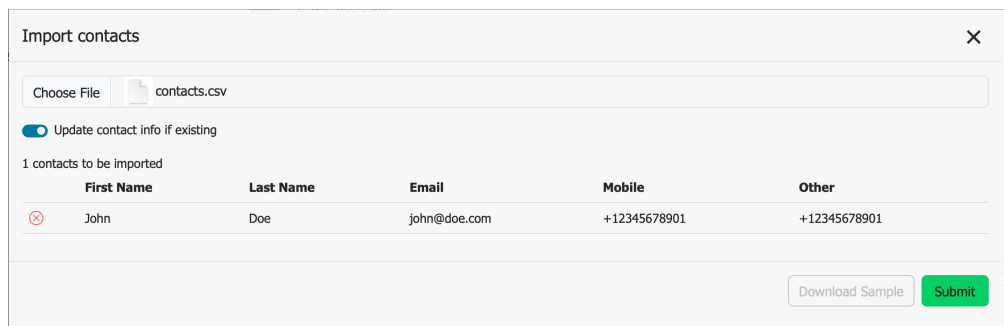 Import contacts
Choose File contacts.csv
Update contact info if existing
1 contacts to be imported
First Name Last Name Email Mobile Other
John Doe john@doe.com +12345678901 +12345678901
Download Sample Submit